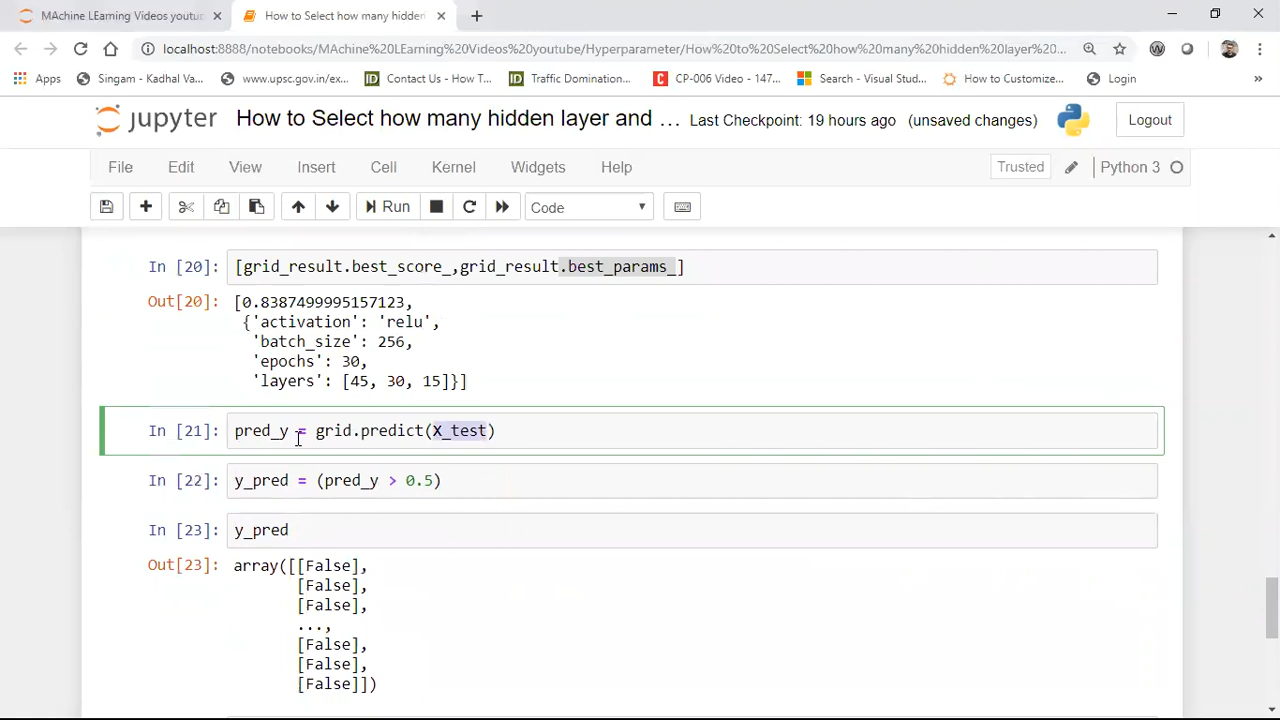 MAchine LEarning Videos youtu
How to Select how many hidden
localhost:8888/notebooks/MAchine%20LEarning%20Videos%20youtube/Hyperparameter/How%20to%20Select%20how%20many%20hidden%20layer%20...
Apps
Singam - Kadhal Va...
www.upsc.gov.in/ex...
ID Contact Us - How T...
ID Traffic Domination...
C CP-006 Video - 147...
Search - Visual Stud...
How to Customize...
Login
»
jupyter How to Select how many hidden layer and ... Last Checkpoint: 19 hours ago (unsaved changes) Logout
File Edit View Insert Cell Kernel Widgets Help Trusted Python 3
Run Code
In [20]: [grid_result.best_score_,grid_result.best_params_]
Out[20]: [0.8387499995157123,
{'activation': 'relu',
'batch_size': 256,
'epochs': 30,
'layers': [45, 30, 15]}]
In [21]: pred_y = grid.predict(X_test)
In [22]: y_pred = (pred_y > 0.5)
In [23]: y_pred
Out[23]: array([[False],
[False],
[False],
...,
[False],
[False],
[False]])